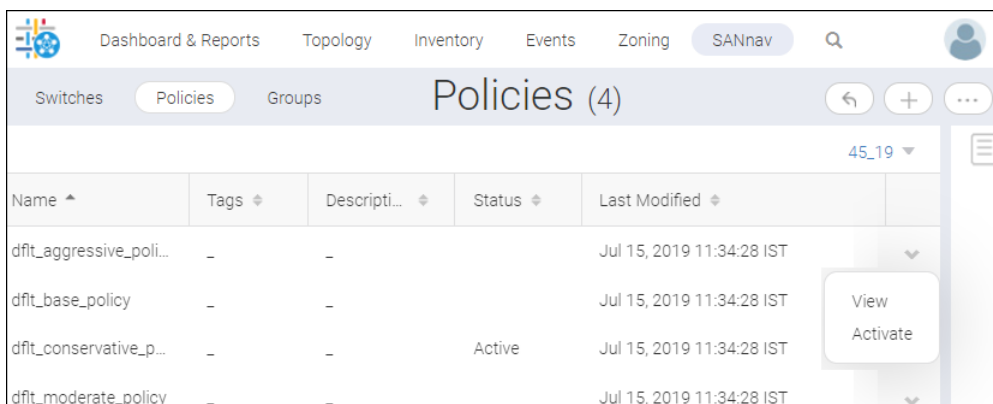 Dashboard & Reports Topology Inventory Events Zoning SANnav
Switches Policies Groups Policies (4)
45_19
Name Tags Descripti... Status Last Modified
dflt_aggressive_poli... _ _ Jul 15, 2019 11:34:28 IST
dflt_base_policy _ _ Jul 15, 2019 11:34:28 IST
View
Activate
dflt_conservative_p... _ _ Active Jul 15, 2019 11:34:28 IST
dflt_moderate_policy _ _ Jul 15, 2019 11:34:28 IST